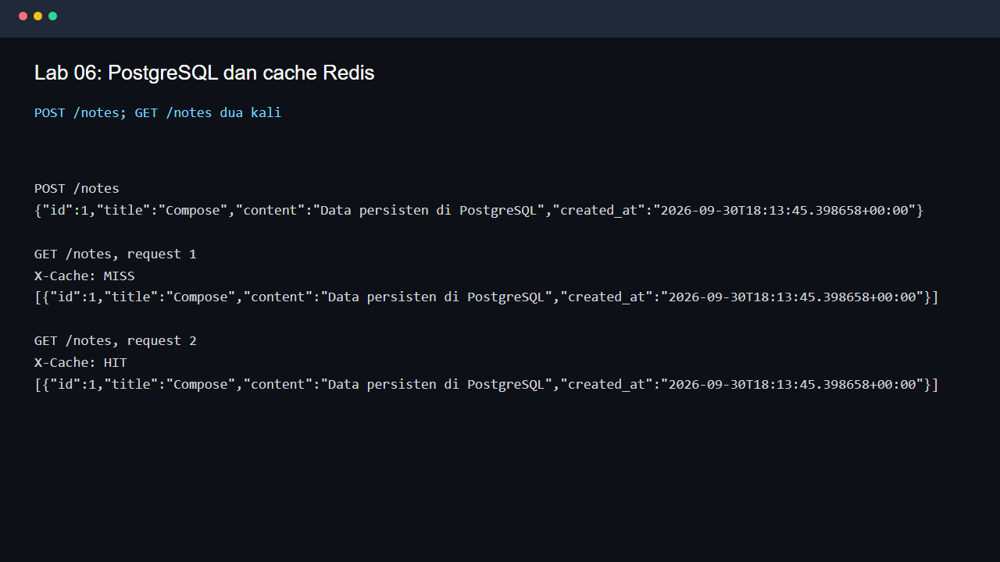 Lab 06: PostgreSQL dan cache Redis
POST /notes; GET /notes dua kali
POST /notes
{"id":1,"title":"Compose","content":"Data persisten di PostgreSQL","created_at":"2026-09-30T18:13:45.398658+00:00"}
GET /notes, request 1
X-Cache: MISS
[{"id":1,"title":"Compose","content":"Data persisten di PostgreSQL","created_at":"2026-09-30T18:13:45.398658+00:00"}]
GET /notes, request 2
X-Cache: HIT
[{"id":1,"title":"Compose","content":"Data persisten di PostgreSQL","created_at":"2026-09-30T18:13:45.398658+00:00"}]